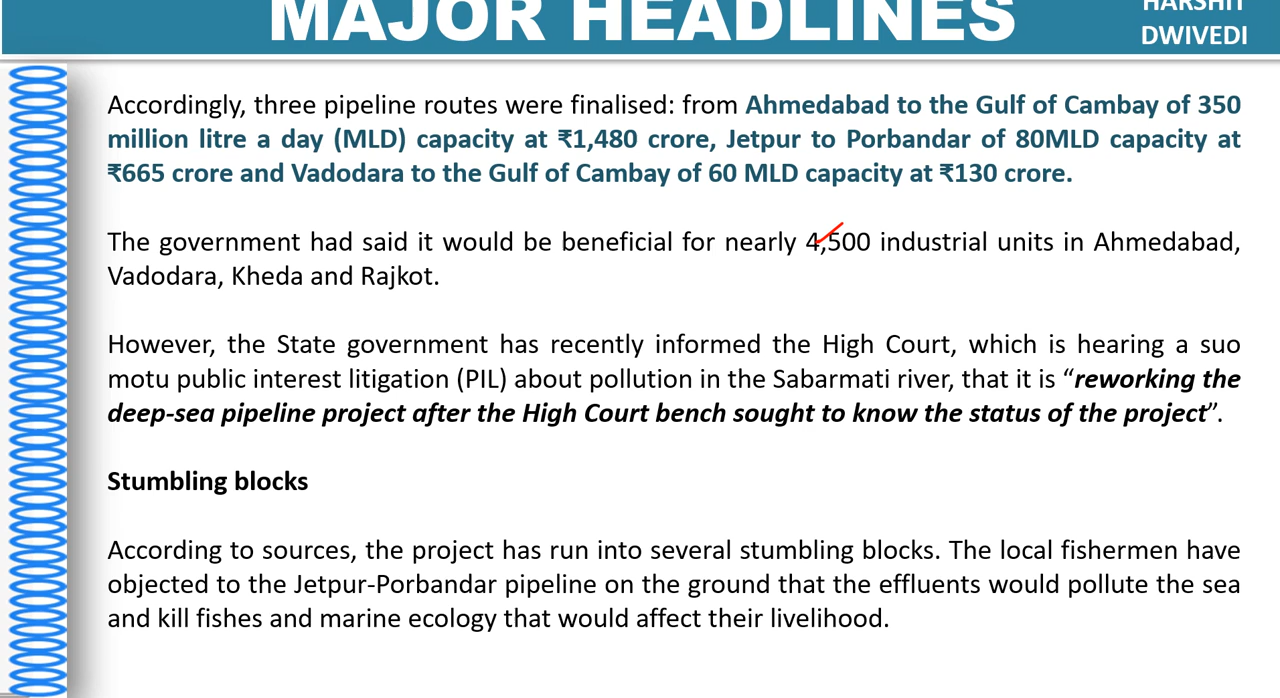 MAJOR HEADLINES
HARSHIT
DWIVEDI
Accordingly, three pipeline routes were finalised: from Ahmedabad to the Gulf of Cambay of 350
million litre a day (MLD) capacity at ₹1,480 crore, Jetpur to Porbandar of 80MLD capacity at
₹665 crore and Vadodara to the Gulf of Cambay of 60 MLD capacity at ₹130 crore.
The government had said it would be beneficial for nearly 4,500 industrial units in Ahmedabad,
Vadodara, Kheda and Rajkot.
However, the State government has recently informed the High Court, which is hearing a suo
motu public interest litigation (PIL) about pollution in the Sabarmati river, that it is “reworking the
deep-sea pipeline project after the High Court bench sought to know the status of the project”.
Stumbling blocks
According to sources, the project has run into several stumbling blocks. The local fishermen have
objected to the Jetpur-Porbandar pipeline on the ground that the effluents would pollute the sea
and kill fishes and marine ecology that would affect their livelihood.